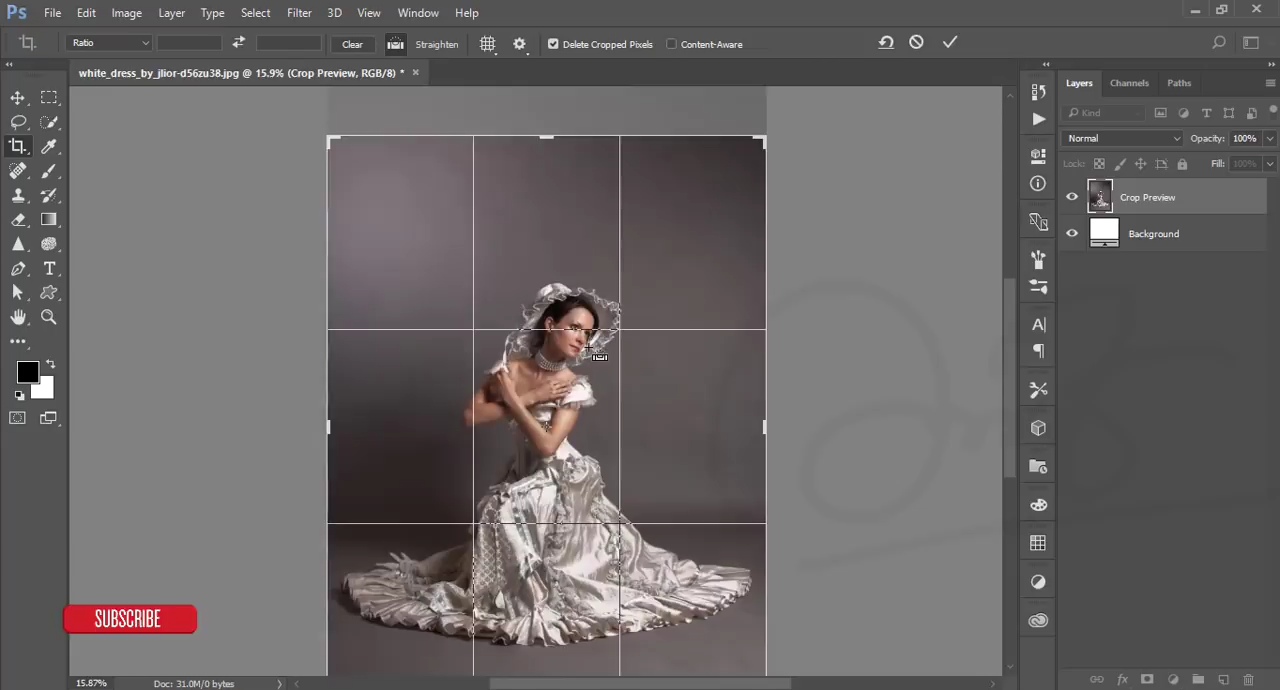 Ps File Edit Image Layer Type Select Filter 3D View Window Help
Ratio Clear Straighten Delete Cropped Pixels Content-Aware
white_dress_by_jlior-d56zu38.jpg @ 15.9% (Crop Preview, RGB/8) *
Layers Channels Paths
Kind
Normal Opacity: 100%
Lock: Fill: 100%
Crop Preview
Background
SUBSCRIBE
15.87% Doc: 31.0M/0 bytes